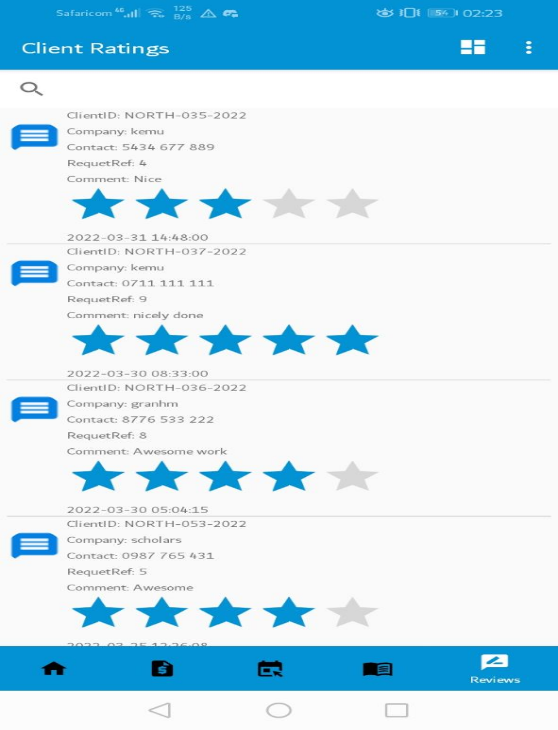 Safaricom 4G 125 B/s 54 02:23
Client Ratings
ClientID: NORTH-035-2022
Company: kemu
Contact: 5434 677 889
RequetRef: 4
Comment: Nice
2022-03-31 14:48:00
ClientID: NORTH-037-2022
Company: kemu
Contact: 0711 111 111
RequetRef: 9
Comment: nicely done
2022-03-30 08:33:00
ClientID: NORTH-036-2022
Company: granhm
Contact: 8776 533 222
RequetRef: 8
Comment: Awesome work
2022-03-30 05:04:15
ClientID: NORTH-053-2022
Company: scholars
Contact: 0987 765 431
RequetRef: 5
Comment: Awesome
Reviews